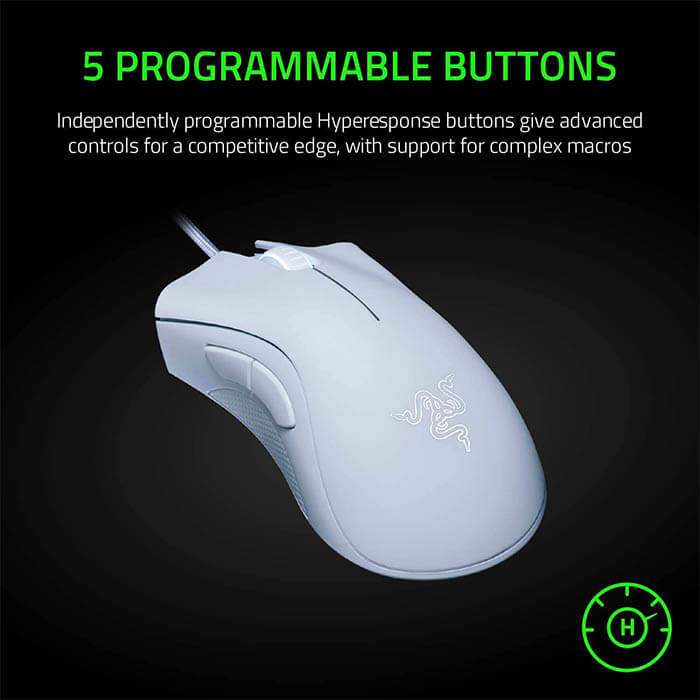 5 PROGRAMMABLE BUTTONS
Independently programmable Hyperesponse buttons give advanced
controls for a competitive edge, with support for complex macros
H